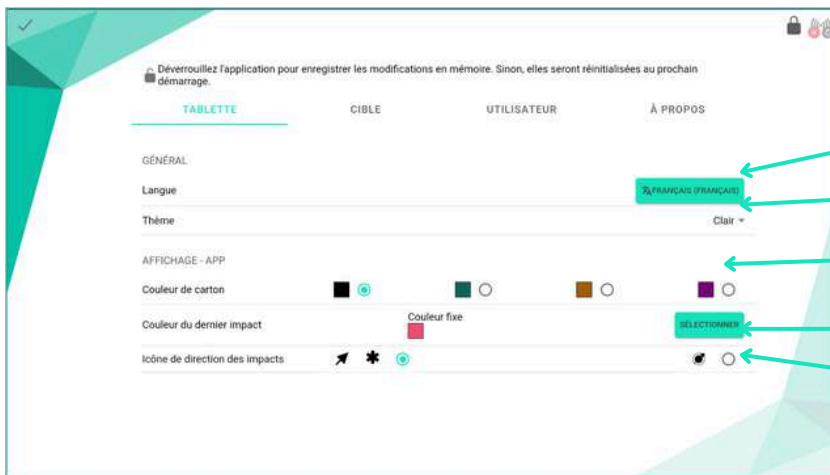 Déverrouillez l'application pour enregistrer les modifications en mémoire. Sinon, elles seront réinitialisées au prochain
démarrage.
TABLETTE CIBLE UTILISATEUR À PROPOS
GÉNÉRAL
Langue FRANÇAIS (FRANÇAIS)
Thème Clair
AFFICHAGE - APP
Couleur de carton
Couleur du dernier impact Couleur fixe SÉLECTIONNER
Icône de direction des impacts